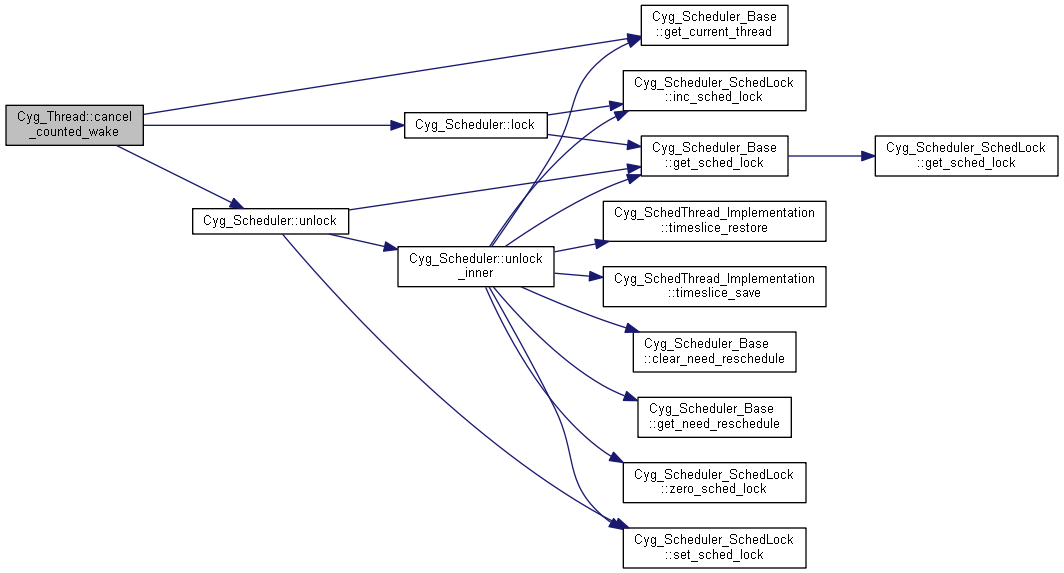 Cyg_Thread::cancel
_counted_wake
Cyg_Scheduler::lock
Cyg_Scheduler::unlock
Cyg_Scheduler::unlock
_inner
Cyg_Scheduler_Base
::get_current_thread
Cyg_Scheduler_SchedLock
::inc_sched_lock
Cyg_Scheduler_Base
::get_sched_lock
Cyg_SchedThread_Implementation
::timeslice_restore
Cyg_SchedThread_Implementation
::timeslice_save
Cyg_Scheduler_Base
::clear_need_reschedule
Cyg_Scheduler_Base
::get_need_reschedule
Cyg_Scheduler_SchedLock
::zero_sched_lock
Cyg_Scheduler_SchedLock
::set_sched_lock
Cyg_Scheduler_SchedLock
::get_sched_lock